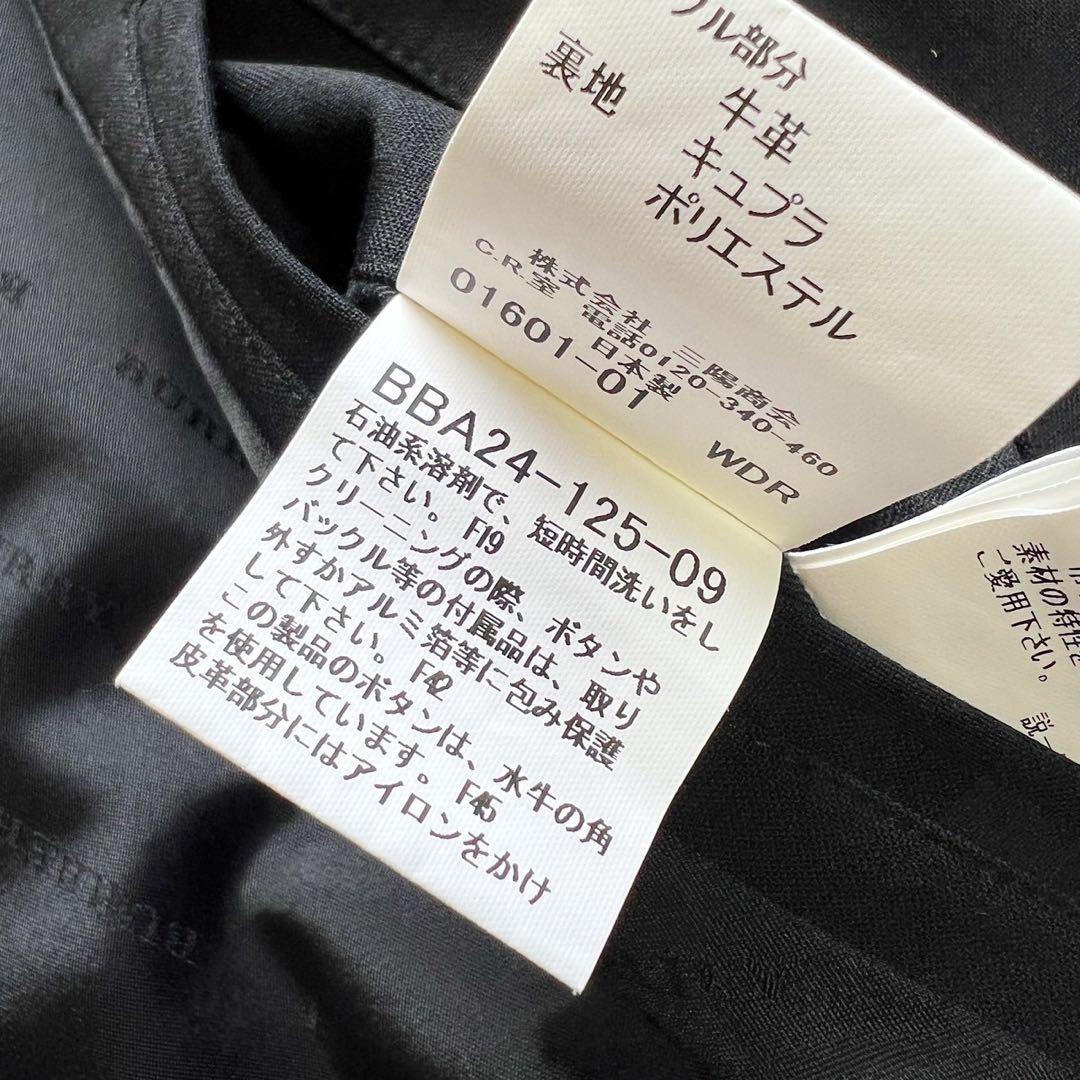 クル部分
牛革
裏地
キュプラ
ポリエステル
株式会社 三陽商会
C.R.室 電話0120-340-460
日本製
01601-01
WDR
BBA24-125-09
石油系溶剤で、短時間洗いをし
て下さい。 F19
クリーニングの際、ボタンや
バックル等の付属品は、取り
外すかアルミ箔等に包み保護
して下さい。 F42
この製品のボタンは、水牛の角
を使用しています。 F45
皮革部分にはアイロンをかけ
素材の特性を
ご愛用下さい。
説